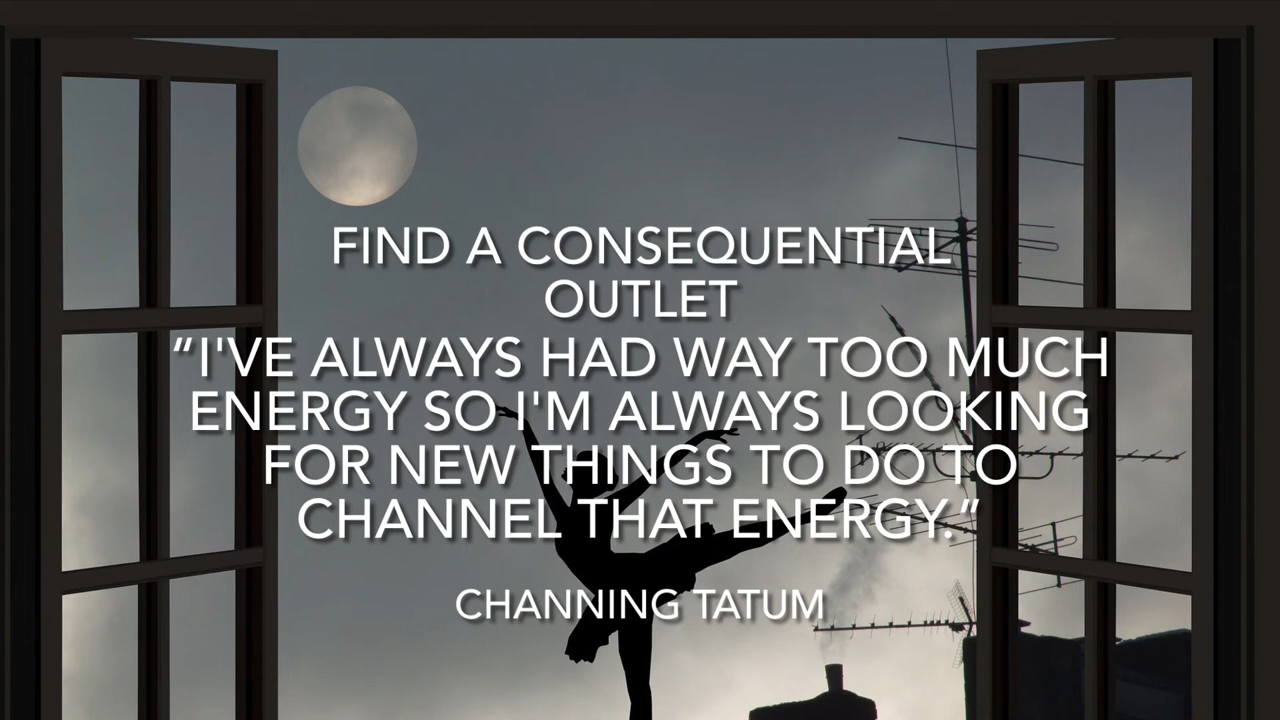 FIND A CONSEQUENTIAL
OUTLET
“I'VE ALWAYS HAD WAY TOO MUCH
ENERGY SO I'M ALWAYS LOOKING
FOR NEW THINGS TO DO TO
CHANNEL THAT ENERGY.”
CHANNING TATUM